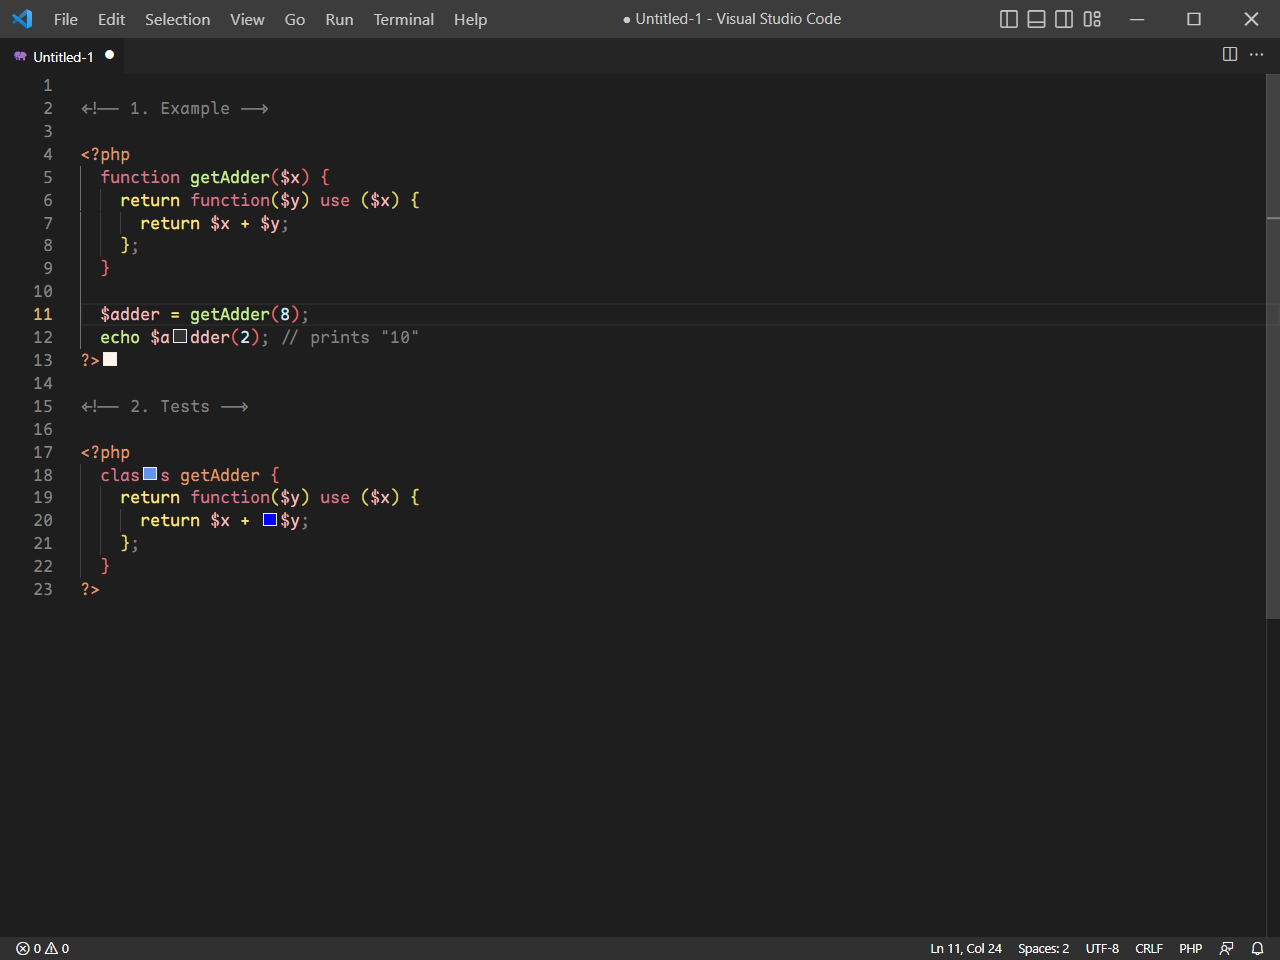 File Edit Selection View Go Run Terminal Help ● Untitled-1 - Visual Studio Code
Untitled-1 ●
1
2 <!-- 1. Example -->
3
4 <?php
5 function getAdder($x) {
6 return function($y) use ($x) {
7 return $x + $y;
8 };
9 }
10
11 $adder = getAdder(8);
12 echo $adder(2); // prints "10"
13 ?>
14
15 <!-- 2. Tests -->
16
17 <?php
18 class getAdder {
19 return function($y) use ($x) {
20 return $x + $y;
21 };
22 }
23 ?>
0 0 Ln 11, Col 24 Spaces: 2 UTF-8 CRLF PHP